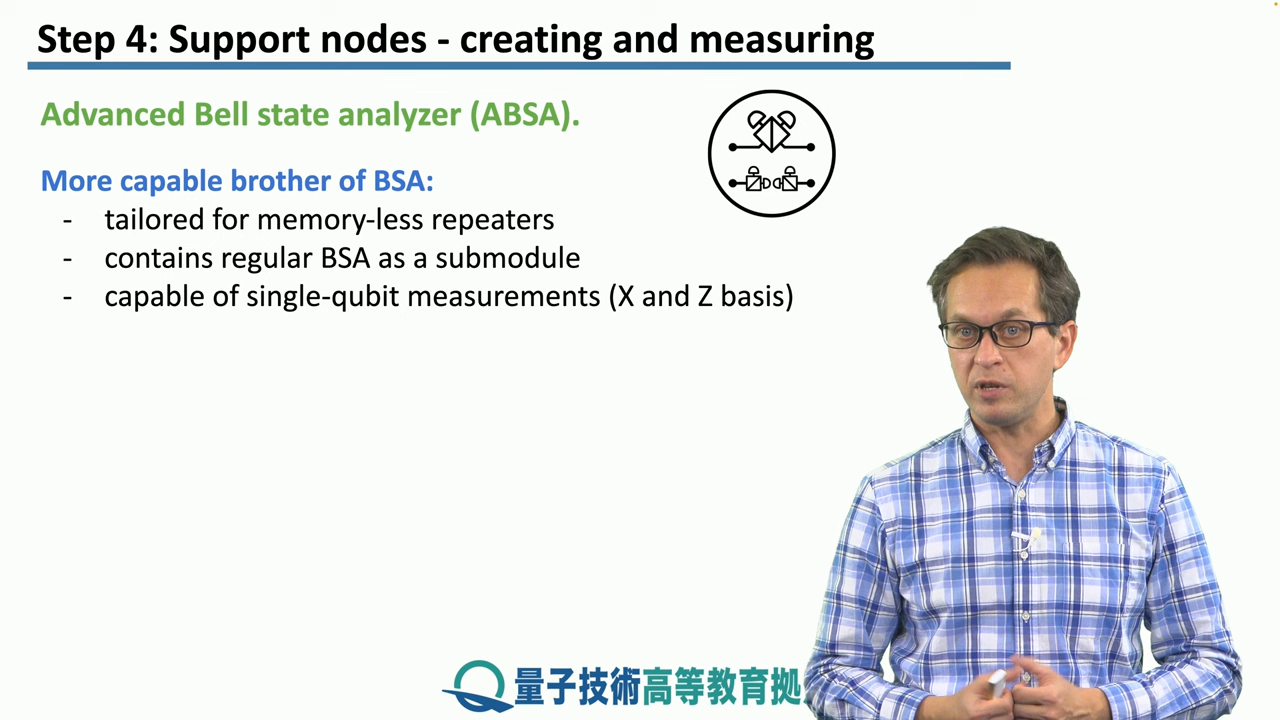 Step 4: Support nodes - creating and measuring
Advanced Bell state analyzer (ABSA).
More capable brother of BSA:
- tailored for memory-less repeaters
- contains regular BSA as a submodule
- capable of single-qubit measurements (X and Z basis)
量子技術高等教育拠